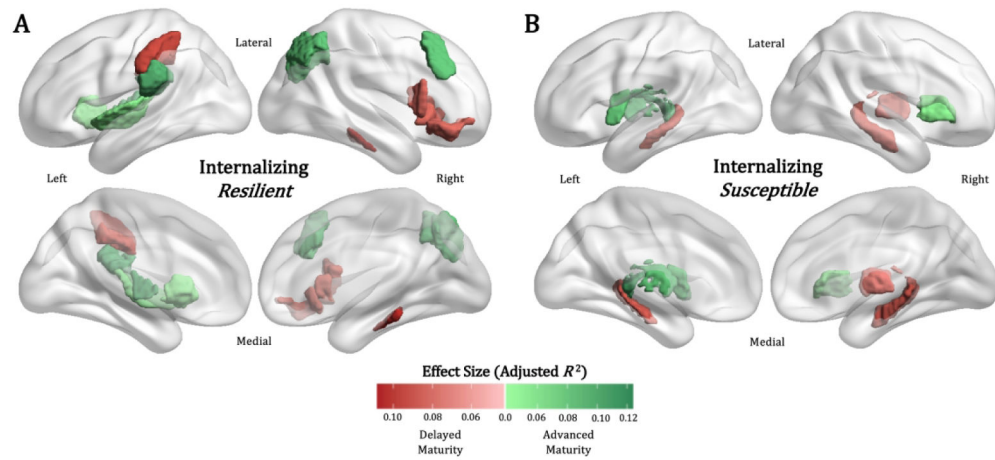 A
Lateral
Left
Internalizing
Resilient
Right
Medial
B
Lateral
Left
Internalizing
Susceptible
Right
Medial
Effect Size (Adjusted R²)
0.10 0.08 0.06 0.0 0.06 0.08 0.10 0.12
Delayed Advanced
Maturity Maturity